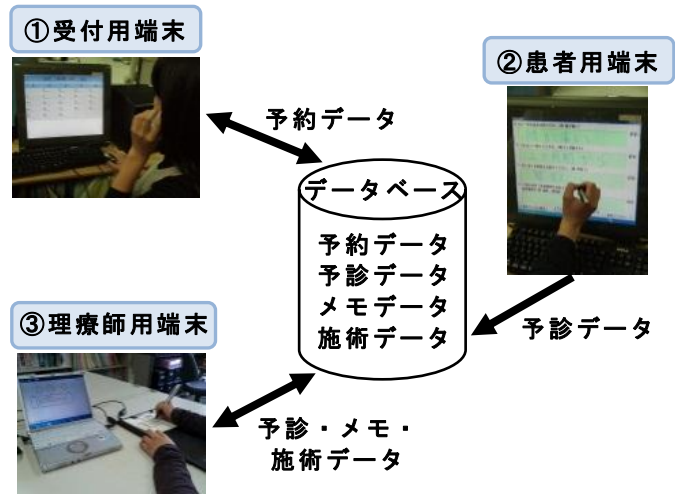 ①受付用端末
②患者用端末
予約データ
データベース
予約データ
予診データ
メモデータ
施術データ
③理療師用端末
予診データ
予診・メモ・
施術データ